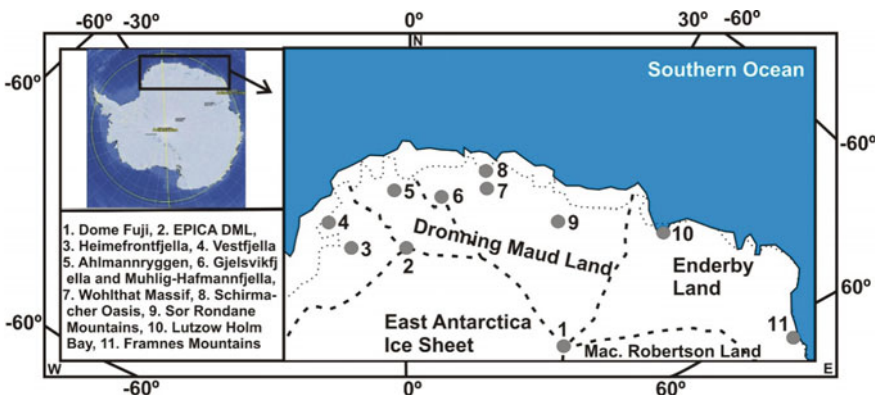 -60º -30º 0º 30º -60º
N
-60º
Southern Ocean
-60º
8
7
5
6
4
9
10
1. Dome Fuji, 2. EPICA DML,
3. Heimefrontfjella, 4. Vestfjella
5. Ahlmannryggen, 6. Gjelsvikfj
ella and Muhlig-Hafmannfjella,
7. Wohlthat Massif, 8. Schirma-
cher Oasis, 9. Sor Rondane
Mountains, 10. Lutzow Holm
Bay, 11. Framnes Mountains
3
2
Dronning Maud Land
Enderby
Land
60º
-60º
East Antarctica
Ice Sheet
1
11
Mac. Robertson Land
W
E
-60º 0º 60º